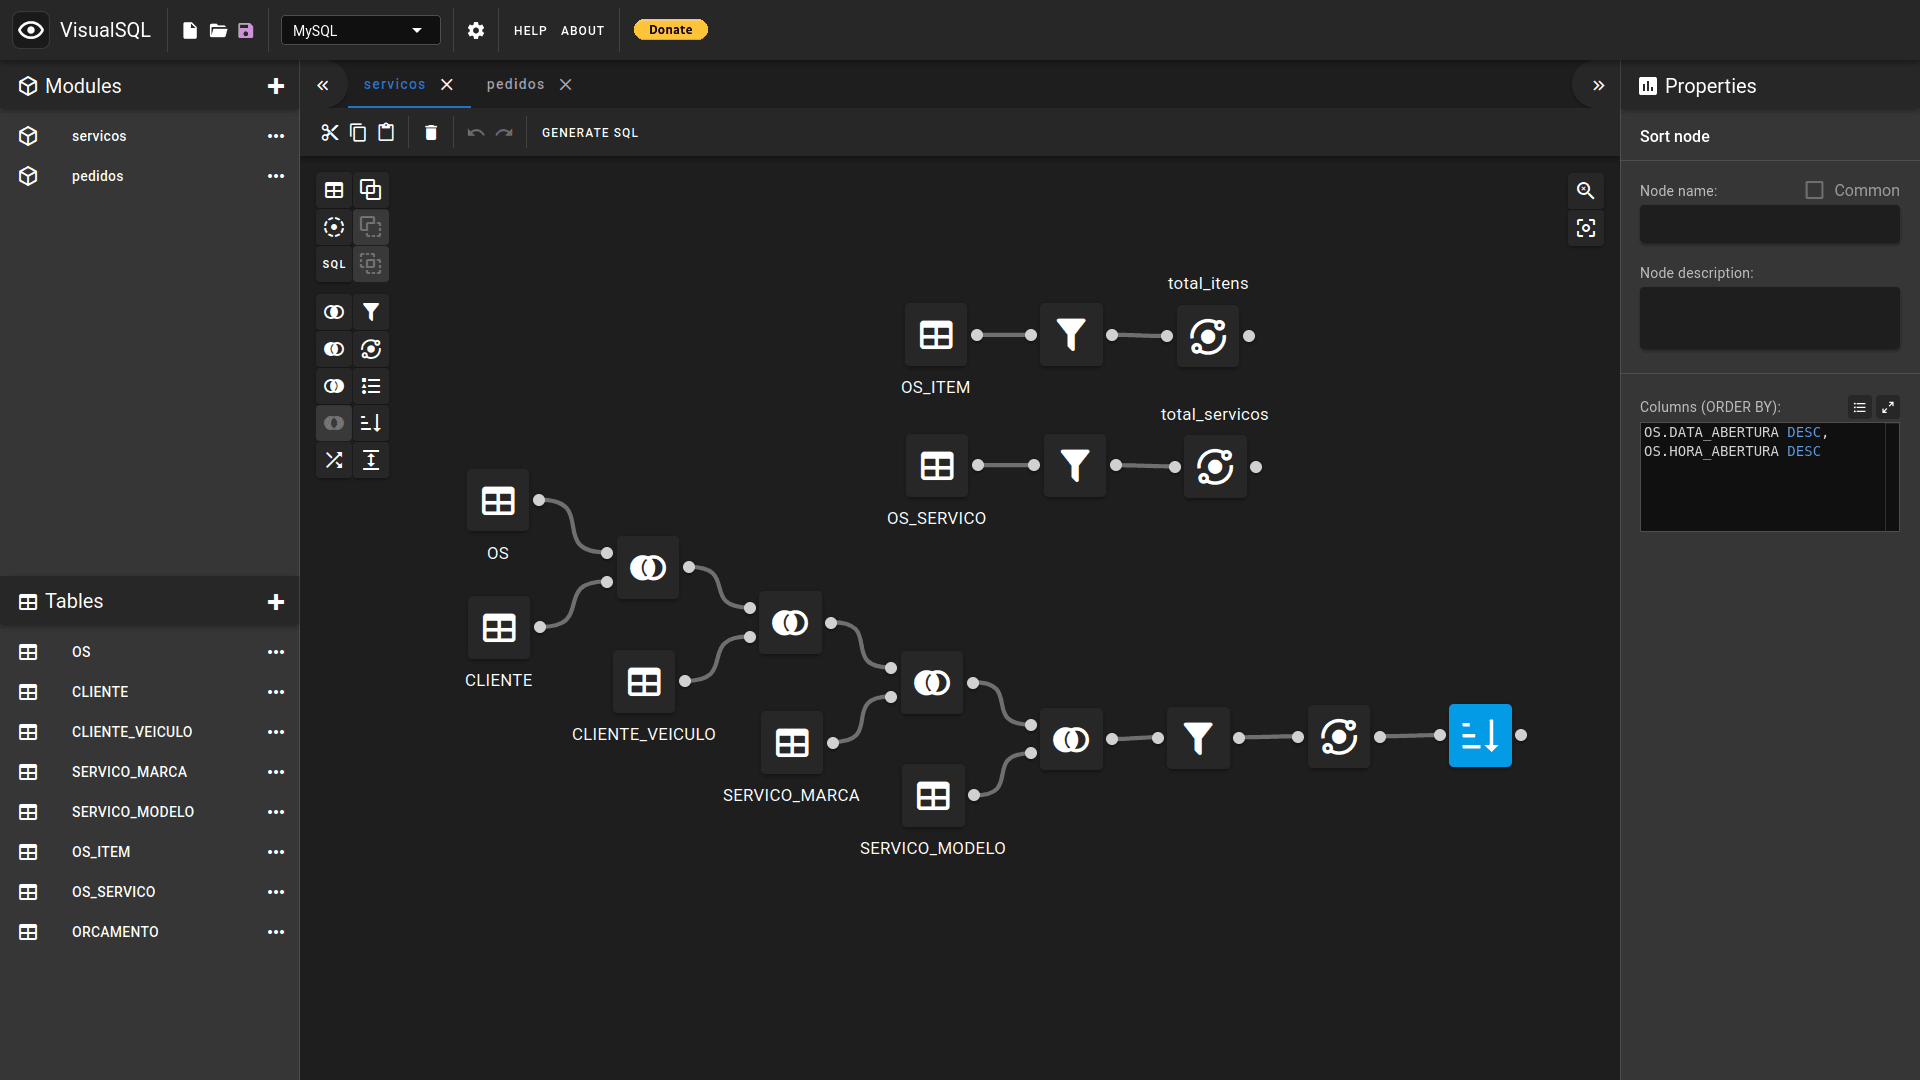 VisualSQL
MySQL
HELP
ABOUT
Donate
Modules
servicos
pedidos
Tables
OS
CLIENTE
CLIENTE_VEICULO
SERVICO_MARCA
SERVICO_MODELO
OS_ITEM
OS_SERVICO
ORCAMENTO
servicos
pedidos
GENERATE SQL
SQL
total_itens
OS_ITEM
total_servicos
OS_SERVICO
OS
CLIENTE
CLIENTE_VEICULO
SERVICO_MARCA
SERVICO_MODELO
Properties
Sort node
Node name:
Common
Node description:
Columns (ORDER BY):
OS.DATA_ABERTURA DESC,
OS.HORA_ABERTURA DESC